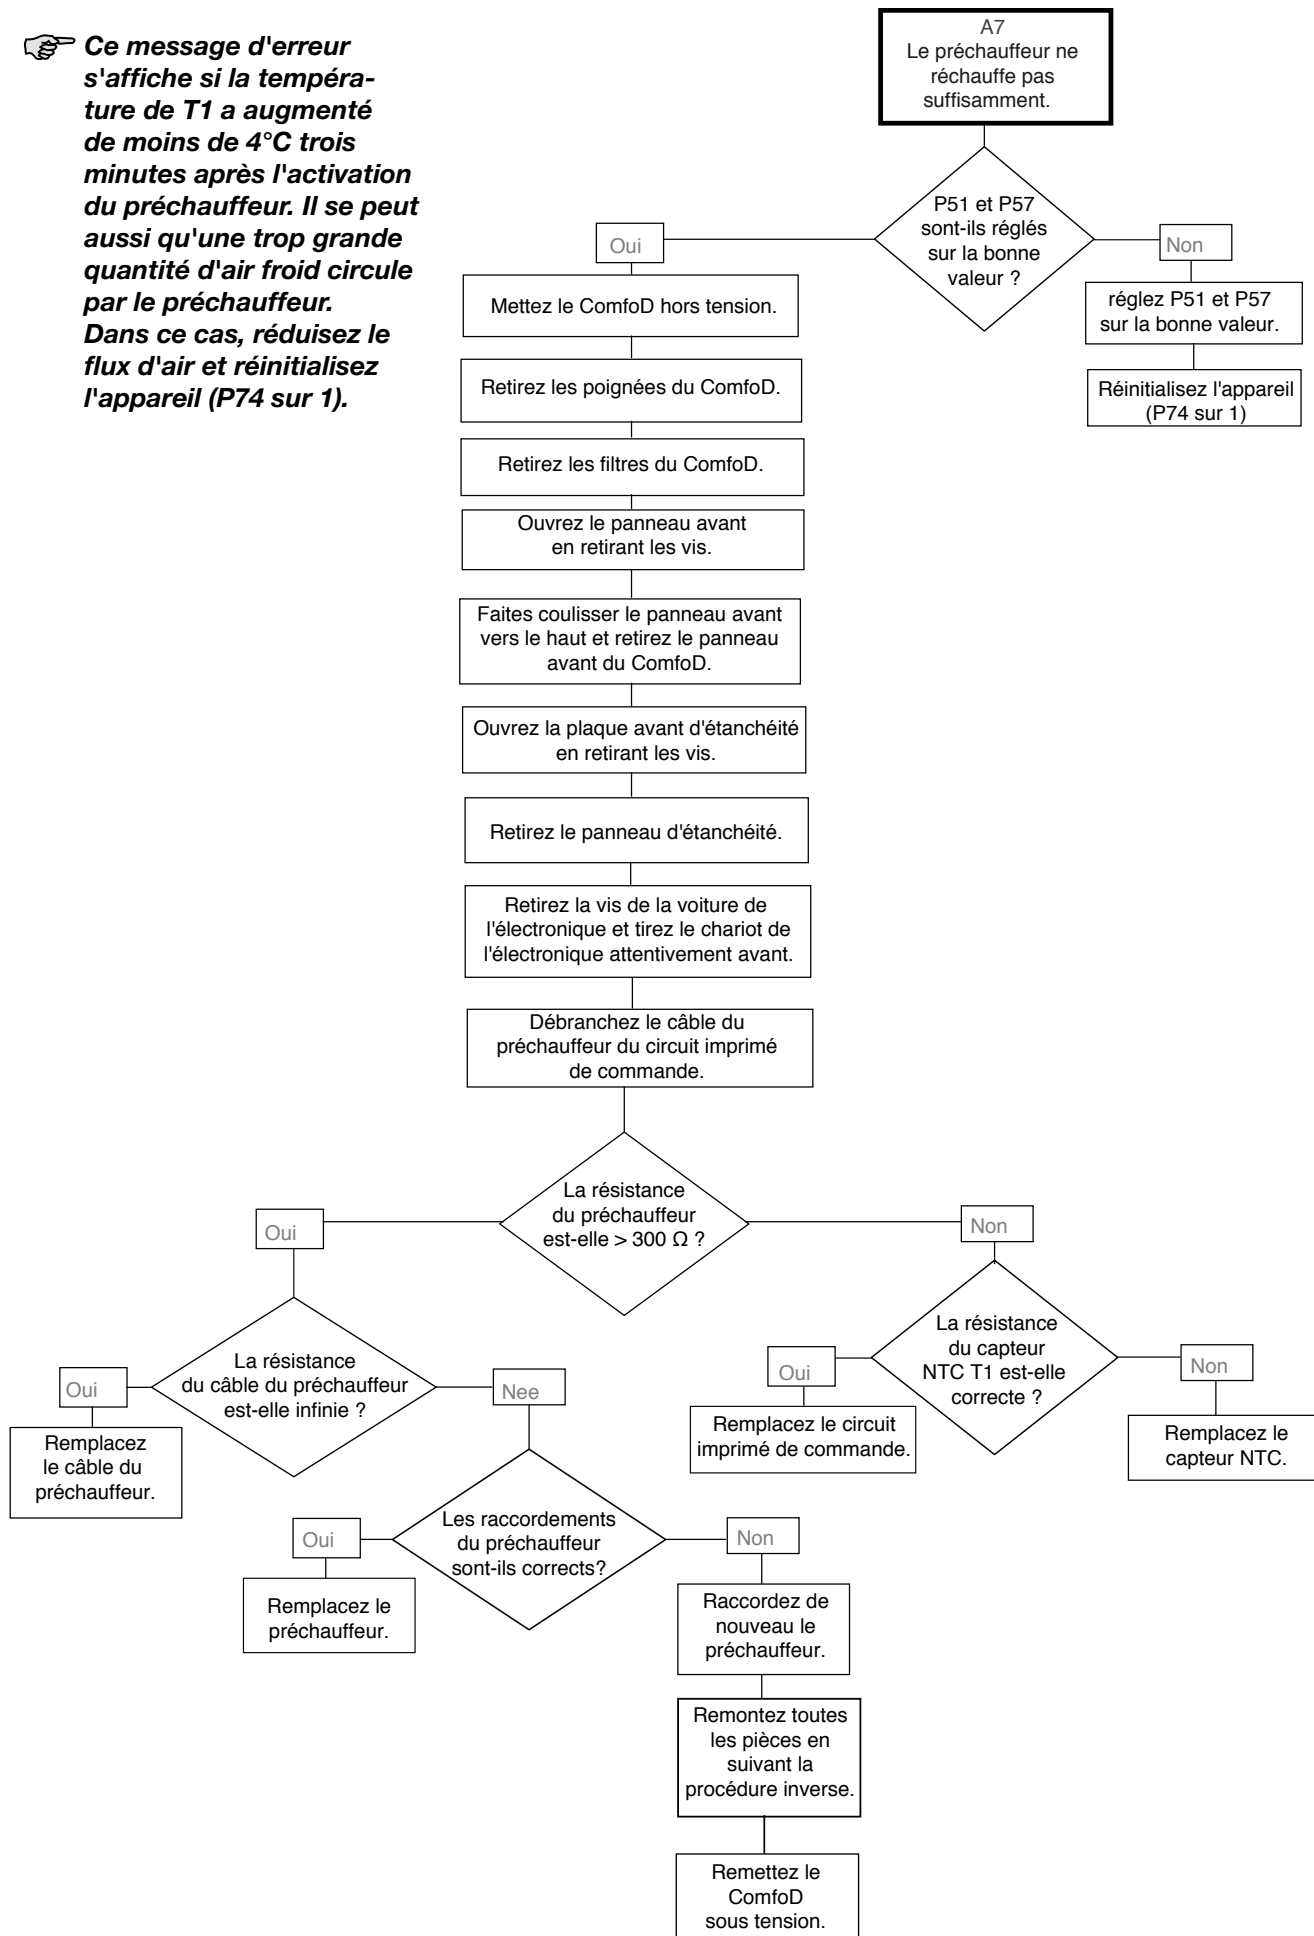 Ce message d'erreur
s'affiche si la tempéra-
ture de T1 a augmenté
de moins de 4°C trois
minutes après l'activation
du préchauffeur. Il se peut
aussi qu'une trop grande
quantité d'air froid circule
par le préchauffeur.
Dans ce cas, réduisez le
flux d'air et réinitialisez
l'appareil (P74 sur 1).
A7
Le préchauffeur ne
réchauffe pas
suffisamment.
P51 et P57
sont-ils réglés
sur la bonne
valeur ?
Oui
Non
Mettez le ComfoD hors tension.
réglez P51 et P57
sur la bonne valeur.
Retirez les poignées du ComfoD.
Réinitialisez l'appareil
(P74 sur 1)
Retirez les filtres du ComfoD.
Ouvrez le panneau avant
en retirant les vis.
Faites coulisser le panneau avant
vers le haut et retirez le panneau
avant du ComfoD.
Ouvrez la plaque avant d'étanchéité
en retirant les vis.
Retirez le panneau d'étanchéité.
Retirez la vis de la voiture de
l'électronique et tirez le chariot de
l'électronique attentivement avant.
Débranchez le câble du
préchauffeur du circuit imprimé
de commande.
La résistance
du préchauffeur
est-elle > 300 Ω ?
Oui
Non
La résistance
du câble du préchauffeur
est-elle infinie ?
Oui
Nee
La résistance
du capteur
NTC T1 est-elle
correcte ?
Oui
Non
Remplacez
le câble du
préchauffeur.
Remplacez le circuit
imprimé de commande.
Remplacez le
capteur NTC.
Les raccordements
du préchauffeur
sont-ils corrects?
Oui
Non
Remplacez le
préchauffeur.
Raccordez de
nouveau le
préchauffeur.
Remontez toutes
les pièces en
suivant la
procédure inverse.
Remettez le
ComfoD
sous tension.